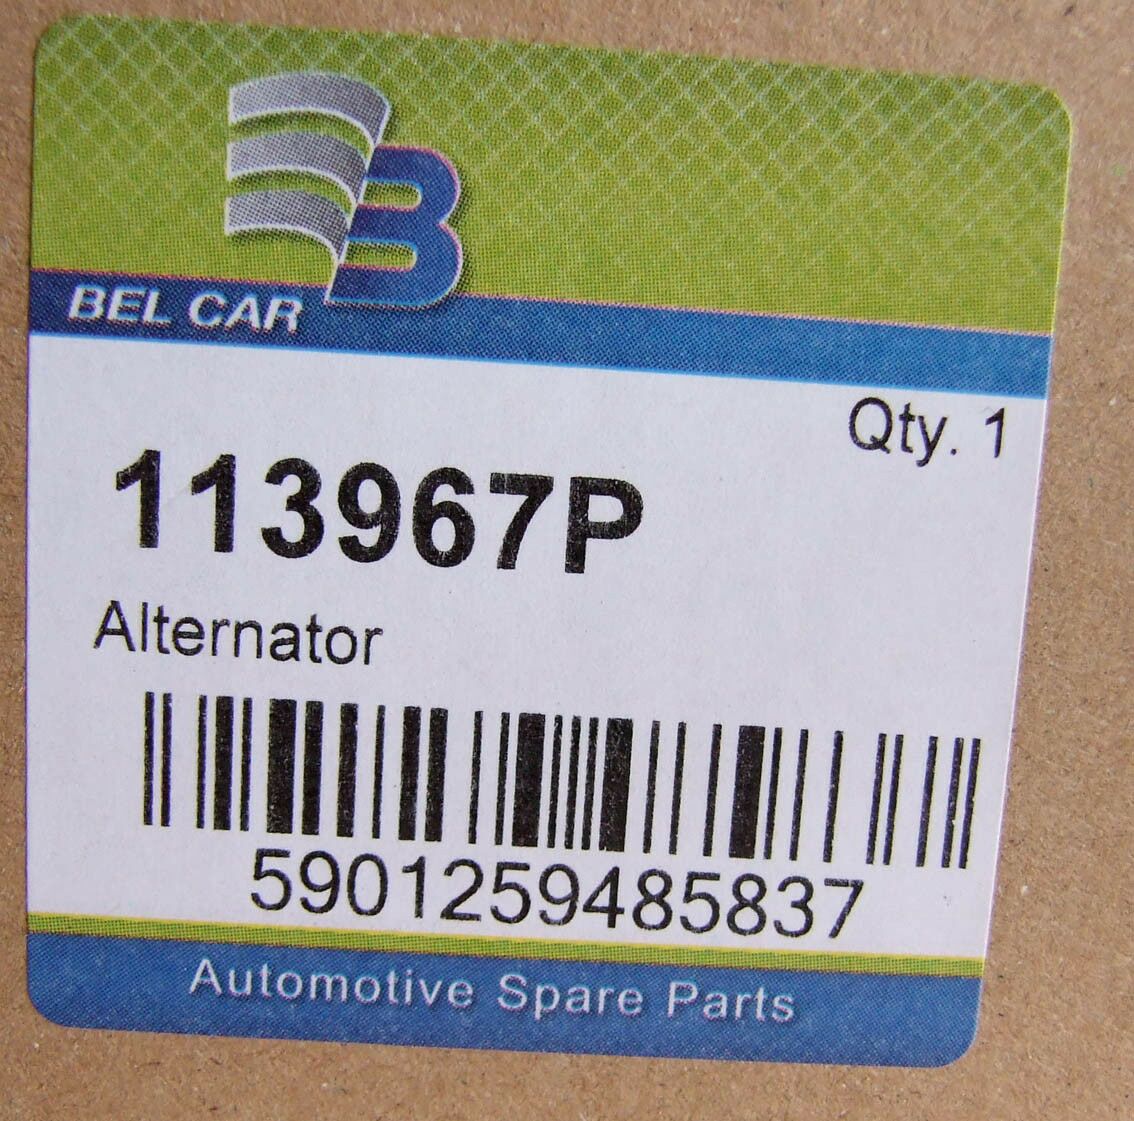 B
BEL CAR
Qty. 1
113967P
Alternator
5901259485837
Automotive Spare Parts